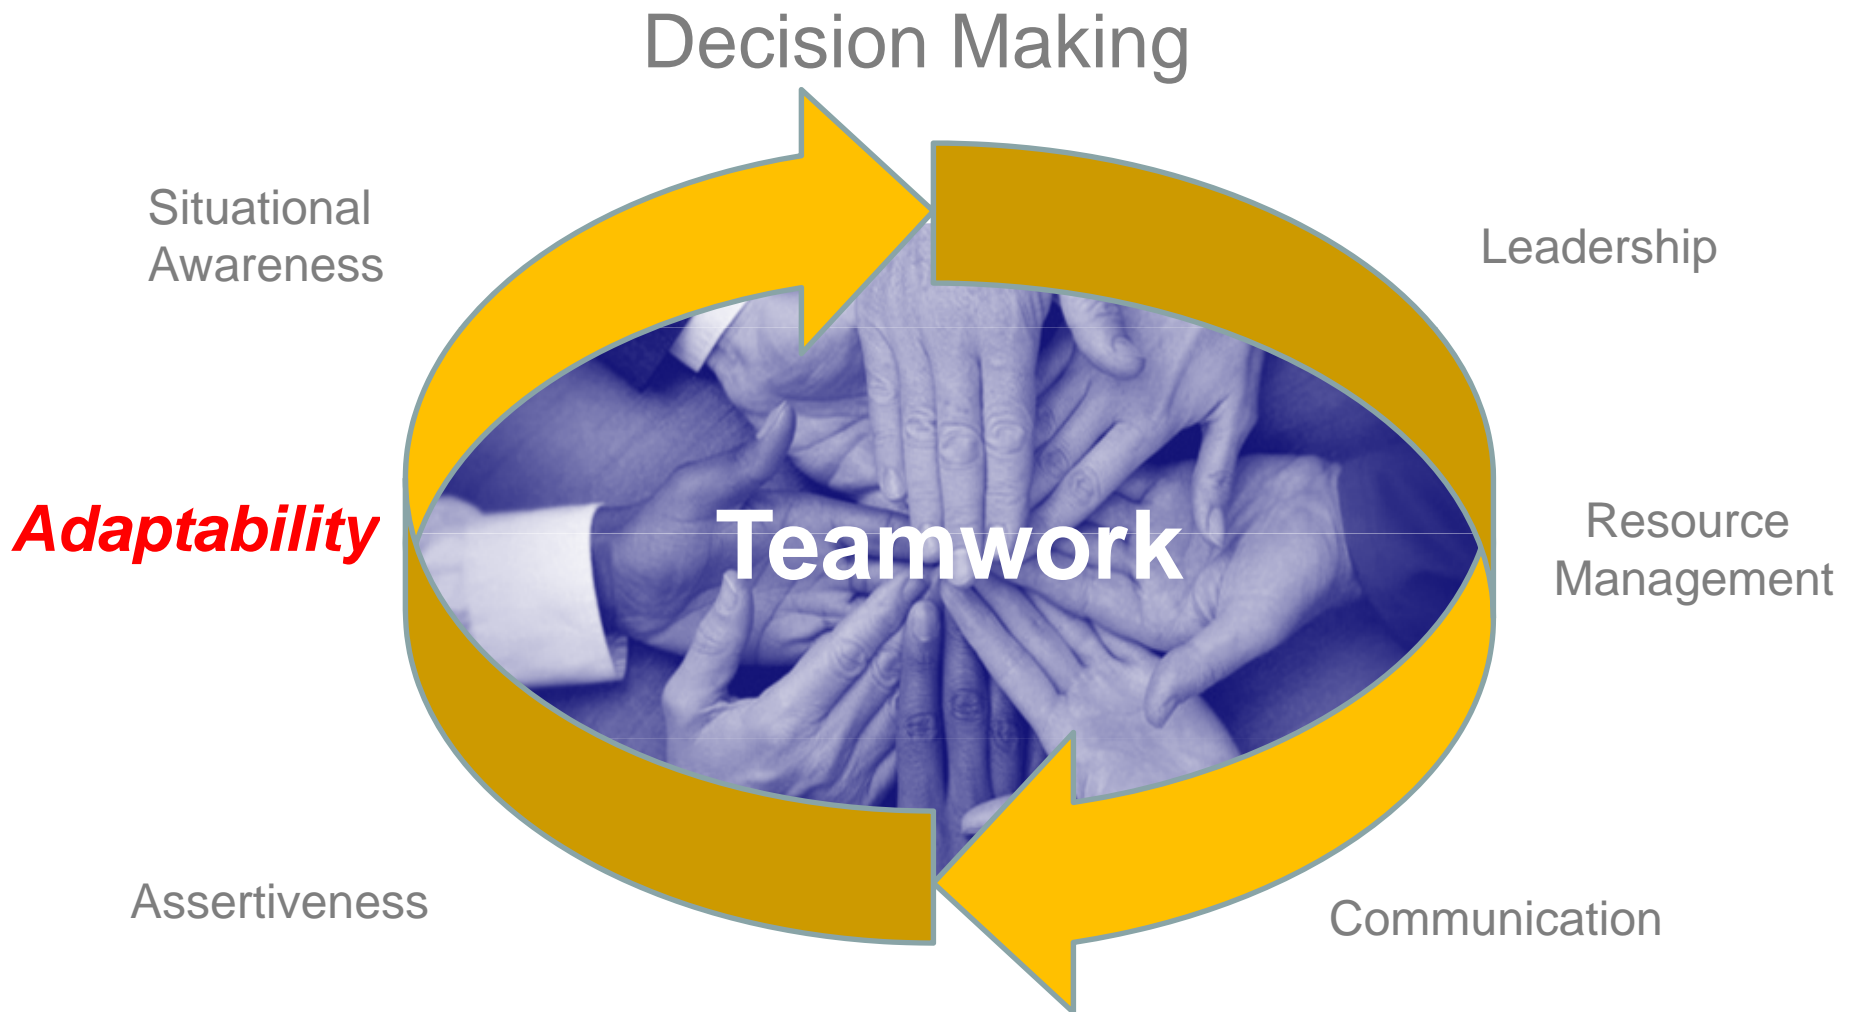 Decision Making
Situational
Awareness
Leadership
Adaptability
Teamwork
Resource
Management
Assertiveness
Communication